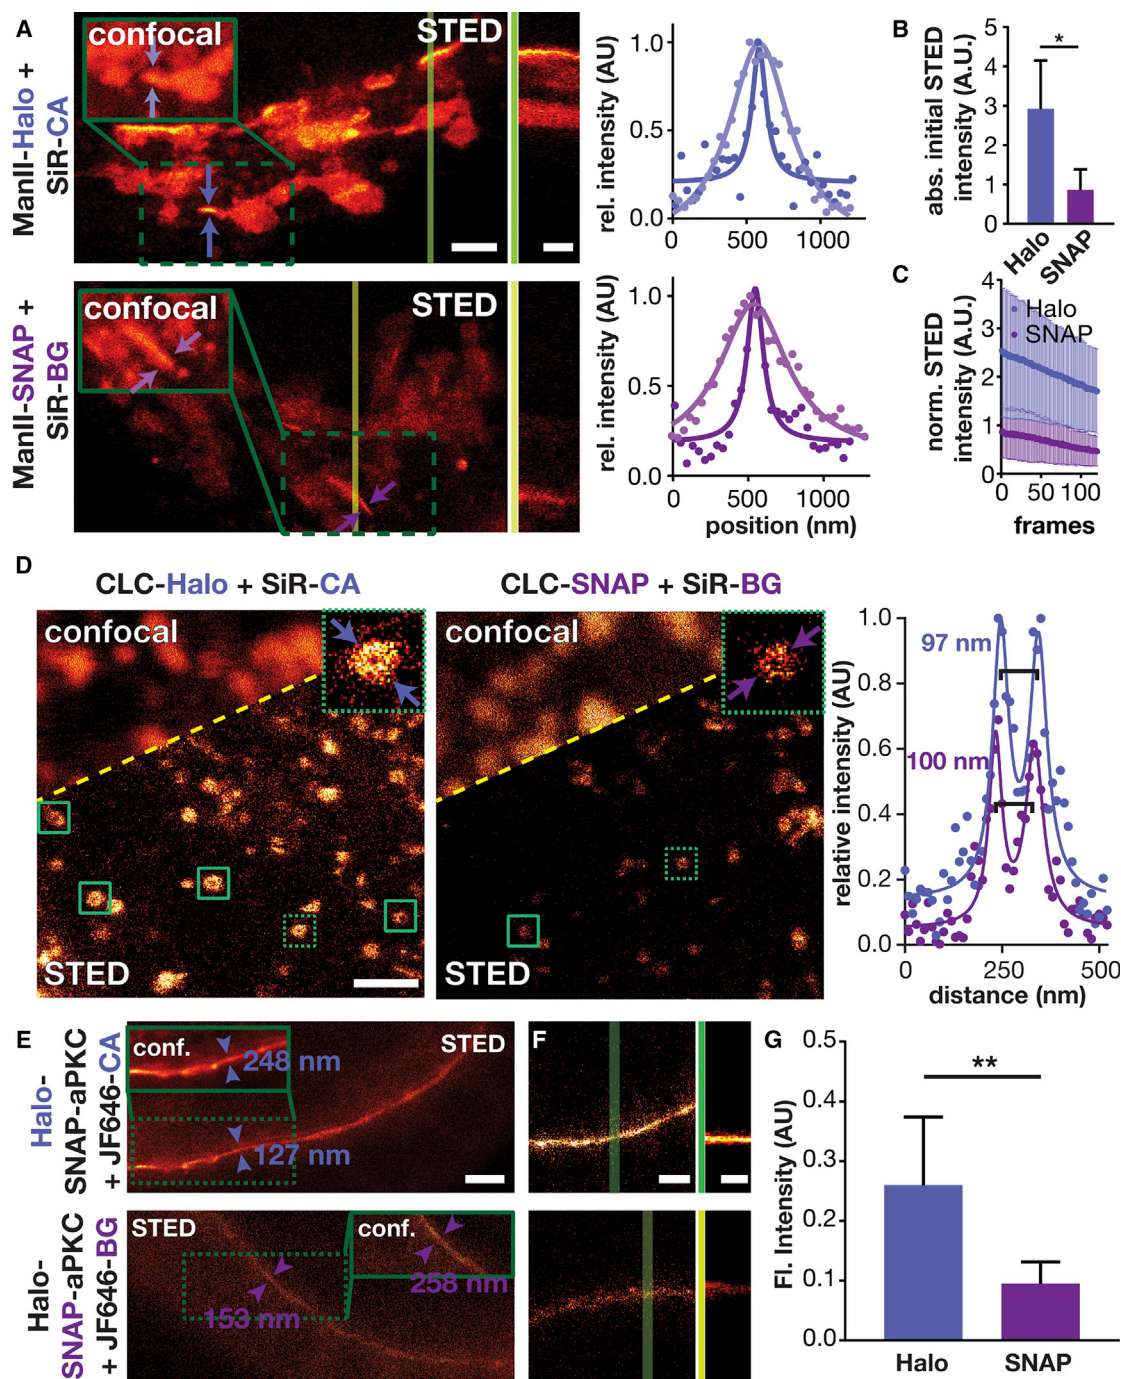 A
ManII-Halo +
SiR-CA
confocal
STED
rel. intensity (AU)
1.0
0.5
0.0
0
500
1000
B
abs. initial STED
intensity (A.U.)
5
4
3
2
1
0
*
Halo
SNAP
ManII-SNAP +
SiR-BG
confocal
STED
rel. intensity (AU)
1.0
0.5
0.0
0
500
1000
position (nm)
C
norm. STED
intensity (A.U.)
4
3
2
1
0
Halo
SNAP
0
50
100
frames
D
CLC-Halo + SiR-CA
confocal
STED
CLC-SNAP + SiR-BG
confocal
STED
relative intensity (AU)
1.0
0.8
0.6
0.4
0.2
0.0
97 nm
100 nm
0
250
500
distance (nm)
E
Halo-
SNAP-aPKC
+ JF646-CA
conf.
248 nm
127 nm
STED
Halo-
SNAP-aPKC
+ JF646-BG
STED
153 nm
conf.
258 nm
F
G
Fl. Intensity (AU)
0.5
0.4
0.3
0.2
0.1
0.0
**
Halo
SNAP